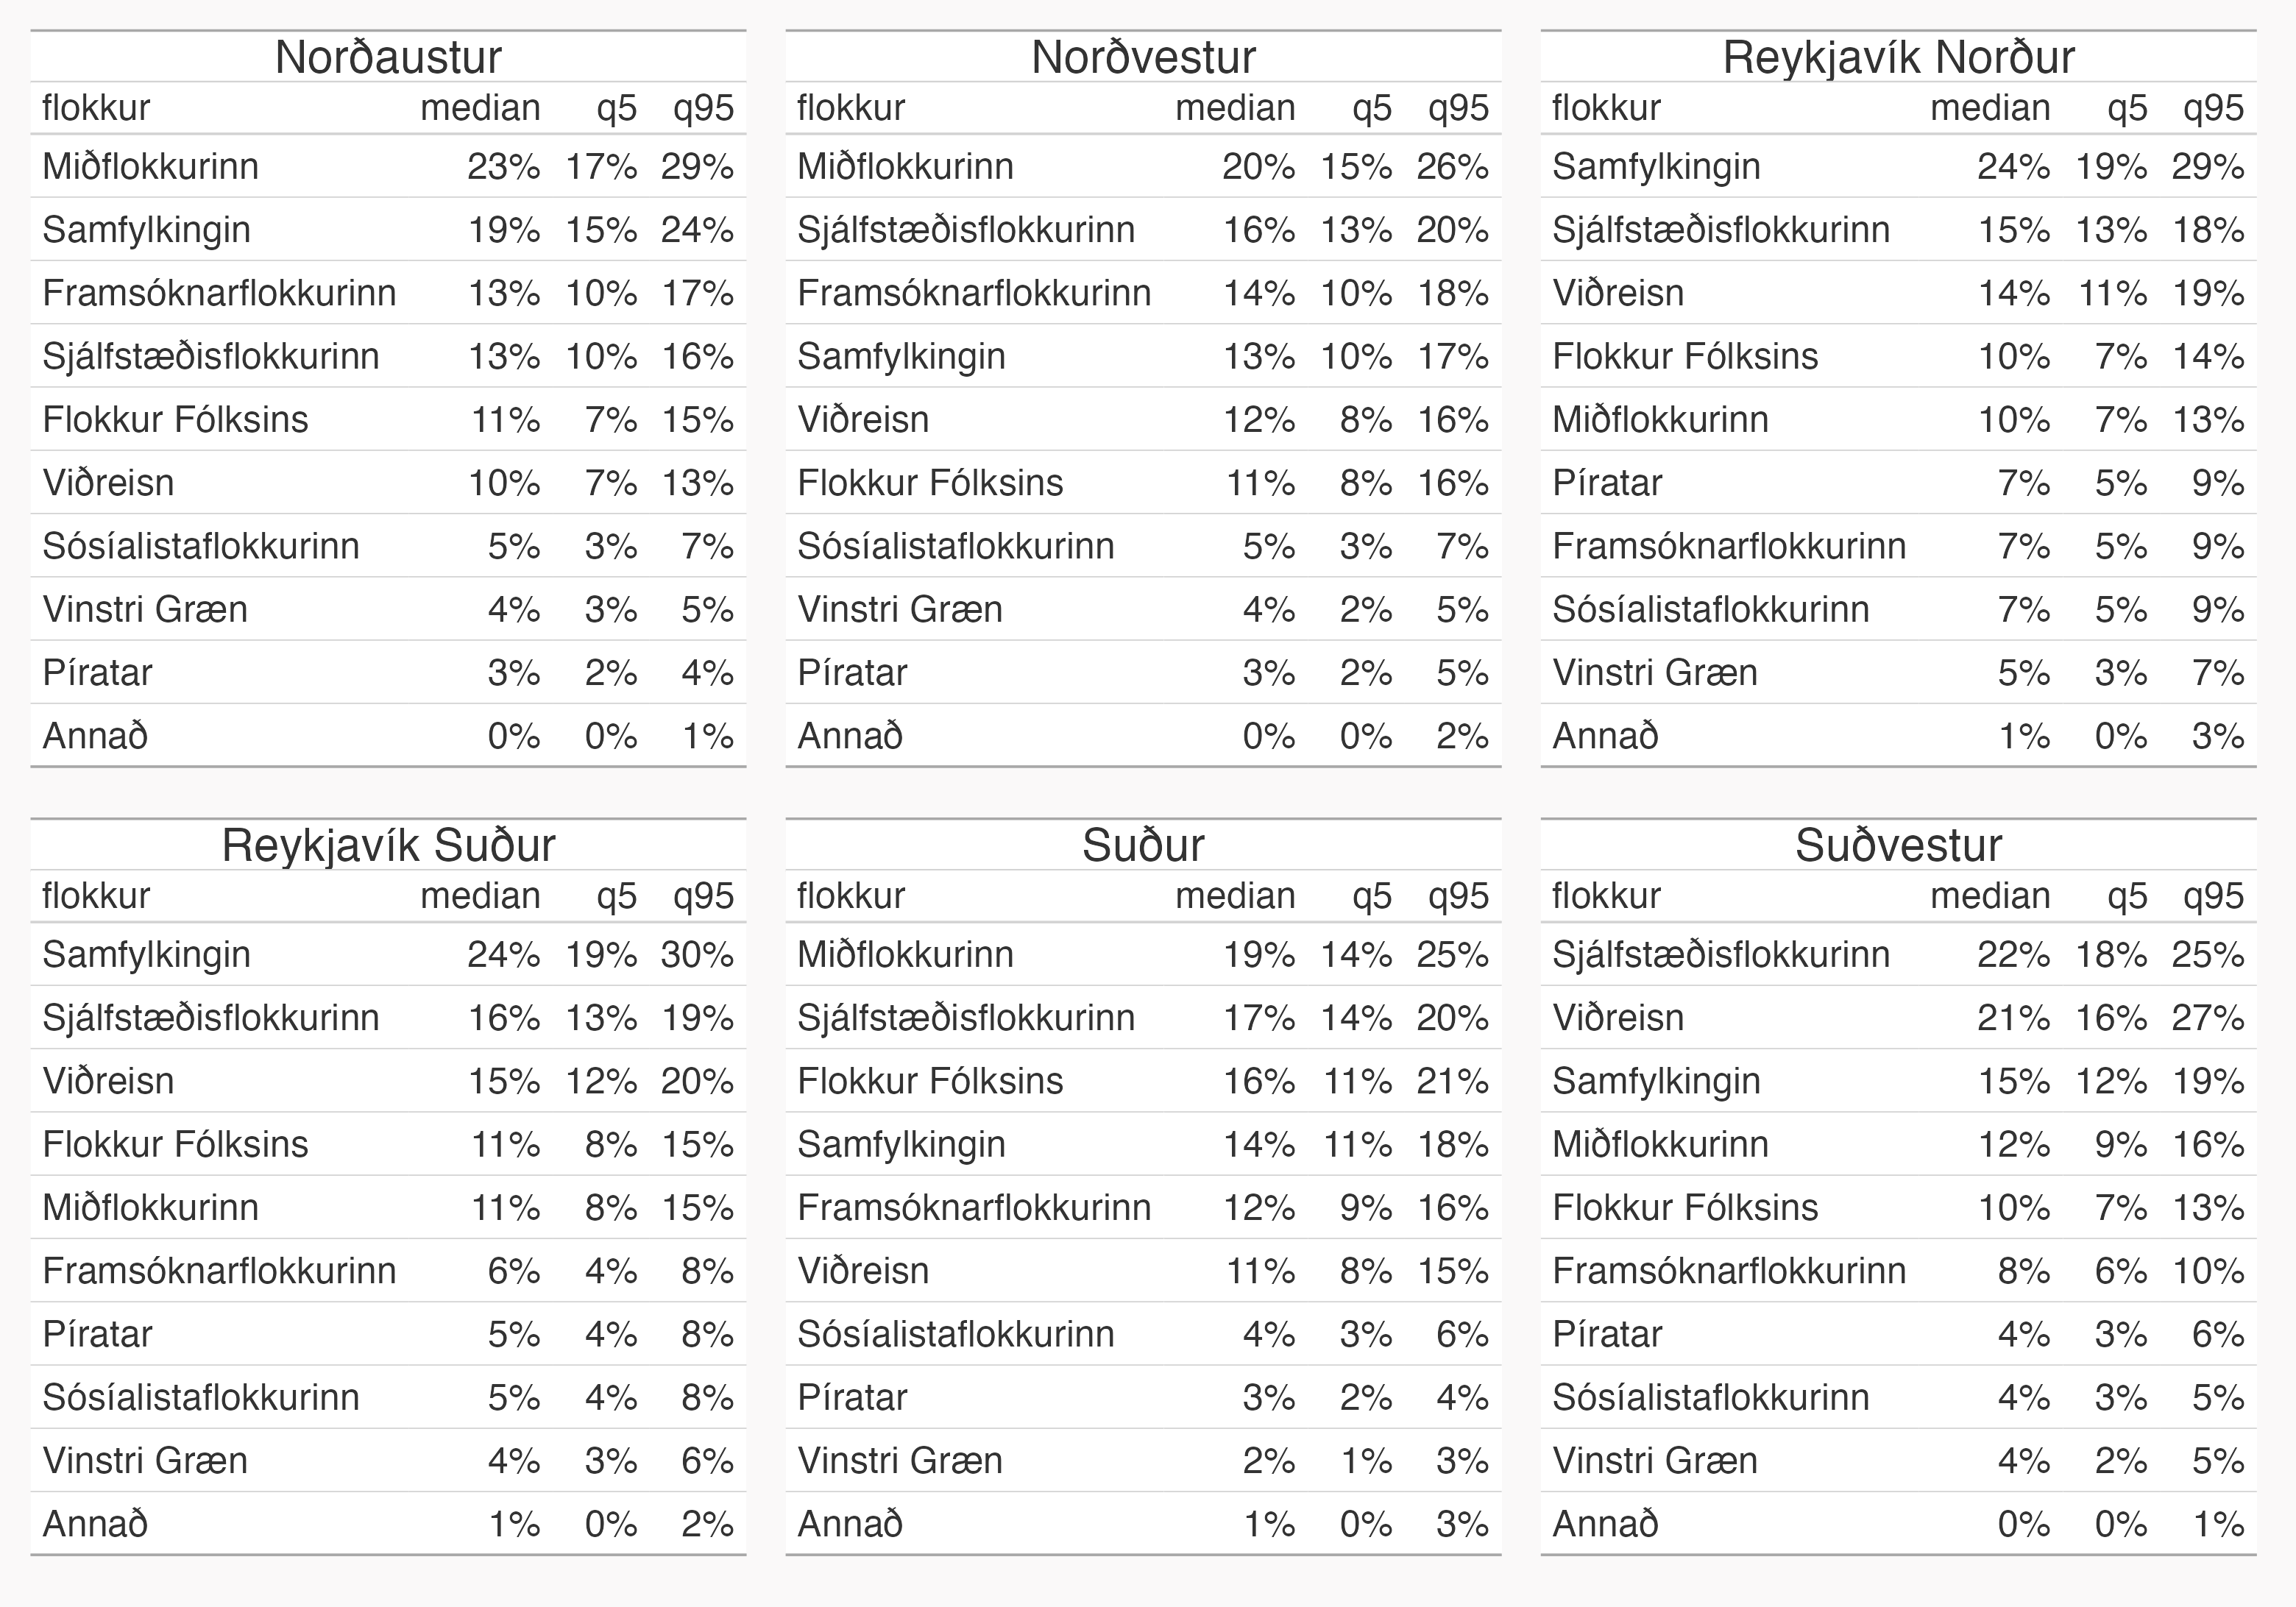 Norðaustur
flokkur median q5 q95
Miðflokkurinn 23% 17% 29%
Samfylkingin 19% 15% 24%
Framsóknarflokkurinn 13% 10% 17%
Sjálfstæðisflokkurinn 13% 10% 16%
Flokkur Fólksins 11% 7% 15%
Viðreisn 10% 7% 13%
Sósíalistaflokkurinn 5% 3% 7%
Vinstri Græn 4% 3% 5%
Píratar 3% 2% 4%
Annað 0% 0% 1%
Norðvestur
flokkur median q5 q95
Miðflokkurinn 20% 15% 26%
Sjálfstæðisflokkurinn 16% 13% 20%
Framsóknarflokkurinn 14% 10% 18%
Samfylkingin 13% 10% 17%
Viðreisn 12% 8% 16%
Flokkur Fólksins 11% 8% 16%
Sósíalistaflokkurinn 5% 3% 7%
Vinstri Græn 4% 2% 5%
Píratar 3% 2% 5%
Annað 0% 0% 2%
Reykjavík Norður
flokkur median q5 q95
Samfylkingin 24% 19% 29%
Sjálfstæðisflokkurinn 15% 13% 18%
Viðreisn 14% 11% 19%
Flokkur Fólksins 10% 7% 14%
Miðflokkurinn 10% 7% 13%
Píratar 7% 5% 9%
Framsóknarflokkurinn 7% 5% 9%
Sósíalistaflokkurinn 7% 5% 9%
Vinstri Græn 5% 3% 7%
Annað 1% 0% 3%
Reykjavík Suður
flokkur median q5 q95
Samfylkingin 24% 19% 30%
Sjálfstæðisflokkurinn 16% 13% 19%
Viðreisn 15% 12% 20%
Flokkur Fólksins 11% 8% 15%
Miðflokkurinn 11% 8% 15%
Framsóknarflokkurinn 6% 4% 8%
Píratar 5% 4% 8%
Sósíalistaflokkurinn 5% 4% 8%
Vinstri Græn 4% 3% 6%
Annað 1% 0% 2%
Suður
flokkur median q5 q95
Miðflokkurinn 19% 14% 25%
Sjálfstæðisflokkurinn 17% 14% 20%
Flokkur Fólksins 16% 11% 21%
Samfylkingin 14% 11% 18%
Framsóknarflokkurinn 12% 9% 16%
Viðreisn 11% 8% 15%
Sósíalistaflokkurinn 4% 3% 6%
Píratar 3% 2% 4%
Vinstri Græn 2% 1% 3%
Annað 1% 0% 3%
Suðvestur
flokkur median q5 q95
Sjálfstæðisflokkurinn 22% 18% 25%
Viðreisn 21% 16% 27%
Samfylkingin 15% 12% 19%
Miðflokkurinn 12% 9% 16%
Flokkur Fólksins 10% 7% 13%
Framsóknarflokkurinn 8% 6% 10%
Píratar 4% 3% 6%
Sósíalistaflokkurinn 4% 3% 5%
Vinstri Græn 4% 2% 5%
Annað 0% 0% 1%